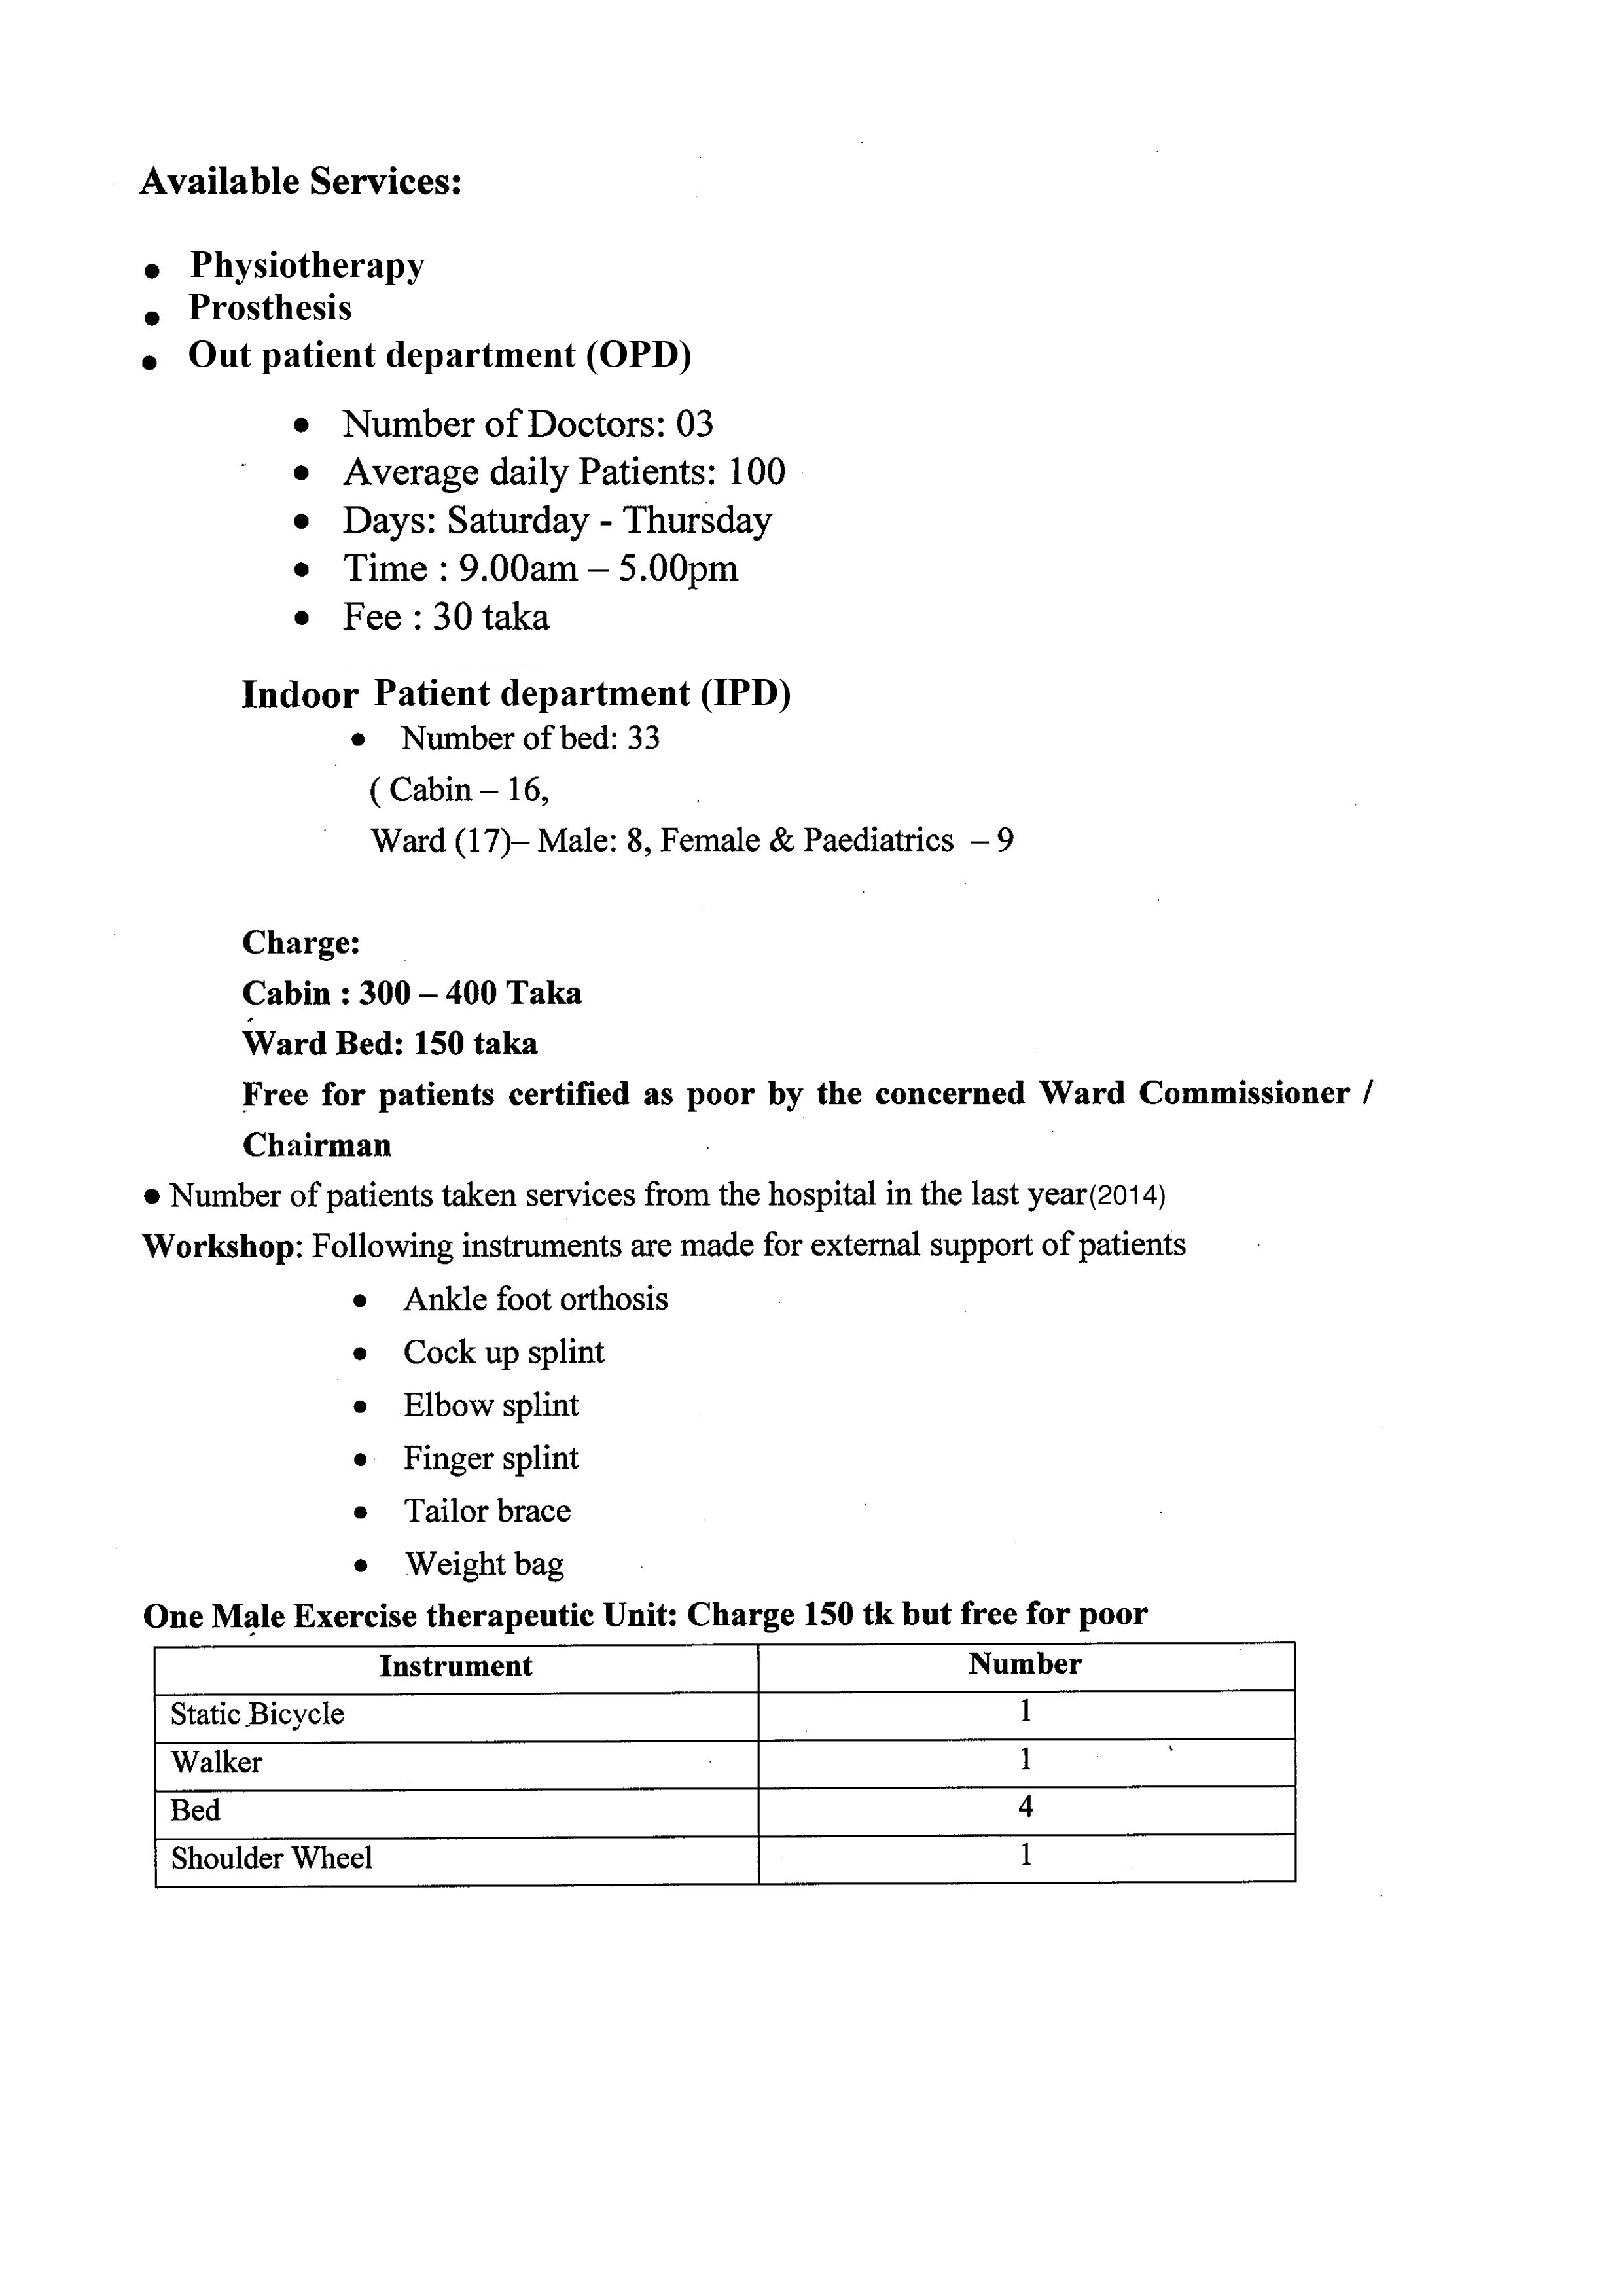 Available Services:
• Physiotherapy
• Prosthesis
• Out patient department (OPD)
• Number of Doctors: 03
• Average daily Patients: 100
• Days: Saturday - Thursday
• Time : 9.00am – 5.00pm
• Fee : 30 taka
Indoor Patient department (IPD)
• Number of bed: 33
( Cabin – 16,
Ward (17)– Male: 8, Female & Paediatrics – 9
Charge:
Cabin : 300 – 400 Taka
Ward Bed: 150 taka
Free for patients certified as poor by the concerned Ward Commissioner /
Chairman
• Number of patients taken services from the hospital in the last year(2014)
Workshop: Following instruments are made for external support of patients
• Ankle foot orthosis
• Cock up splint
• Elbow splint
• Finger splint
• Tailor brace
• Weight bag
One Male Exercise therapeutic Unit: Charge 150 tk but free for poor
Instrument Number
Static Bicycle 1
Walker 1
Bed 4
Shoulder Wheel 1